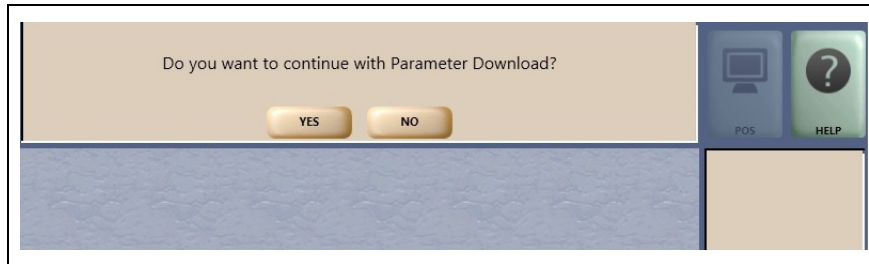 Do you want to continue with Parameter Download?
YES NO
POS HELP